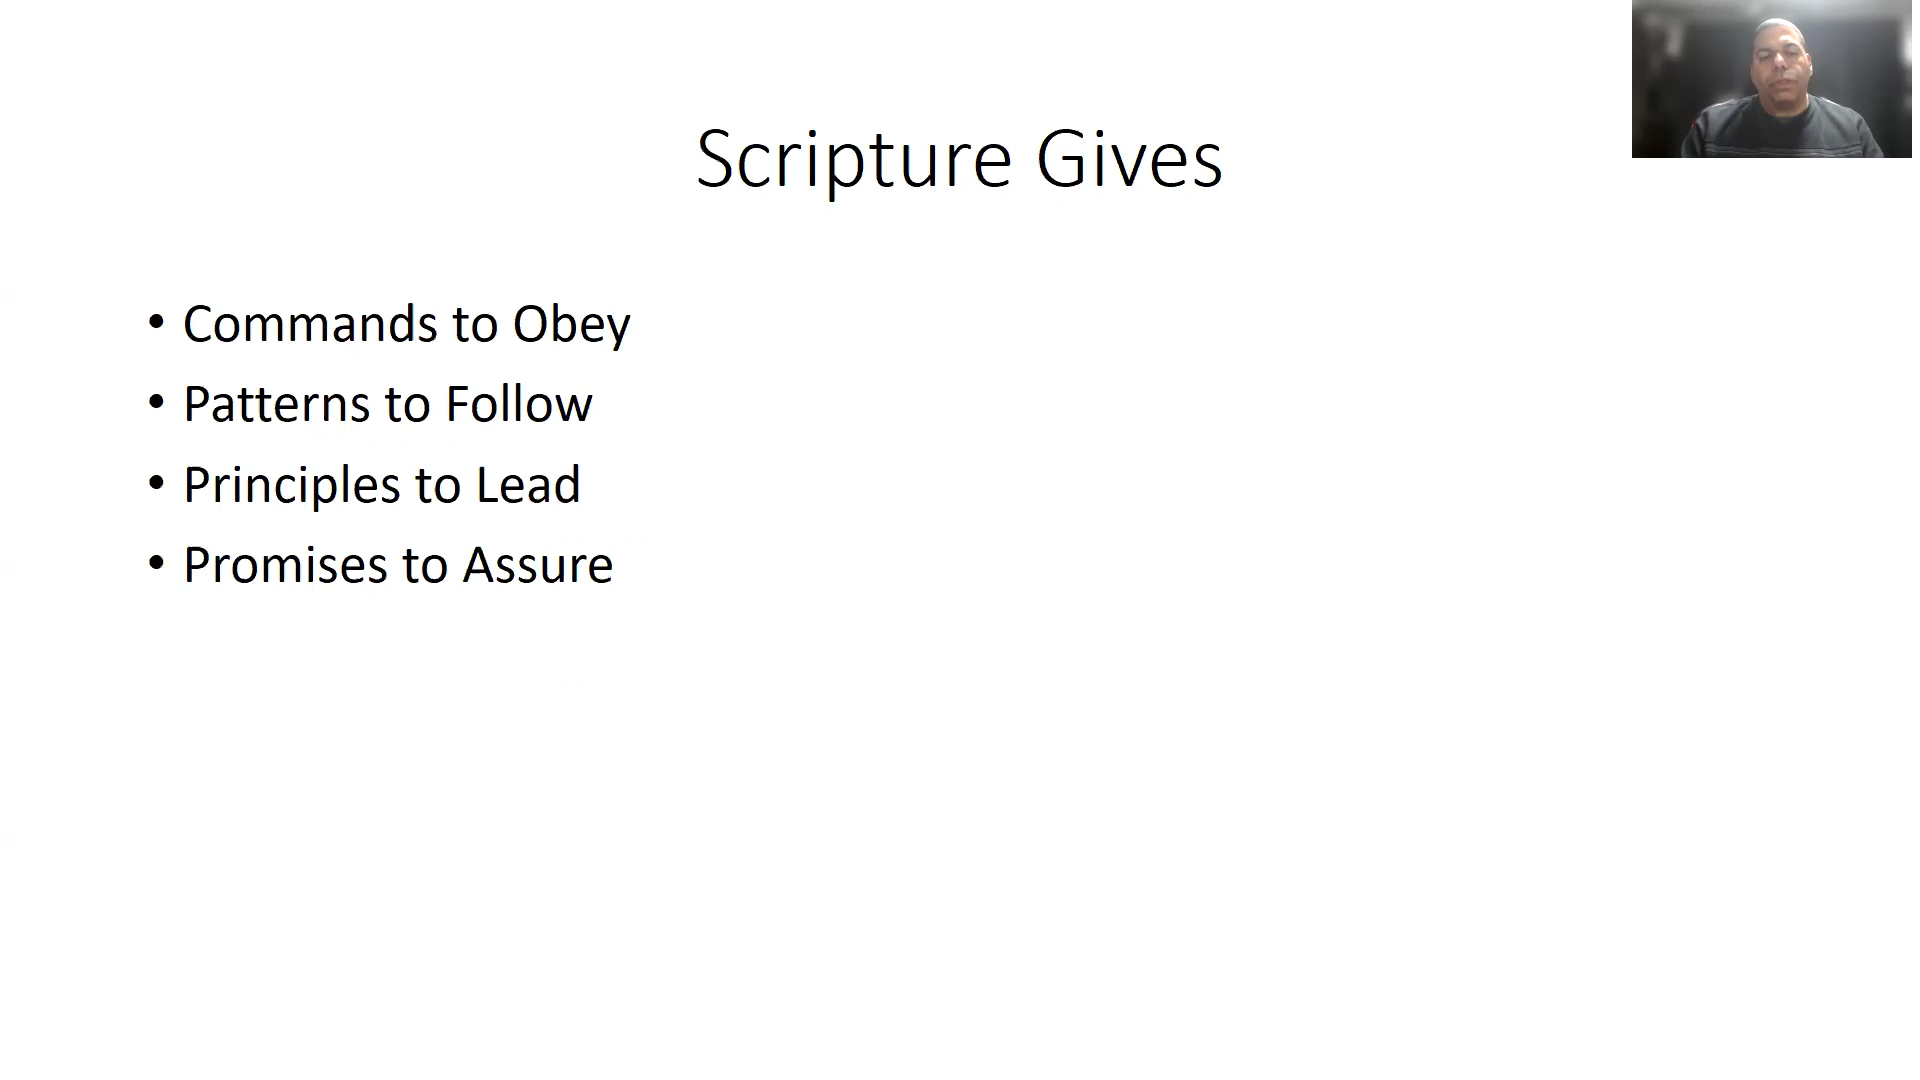 Scripture Gives
• Commands to Obey
• Patterns to Follow
• Principles to Lead
• Promises to Assure